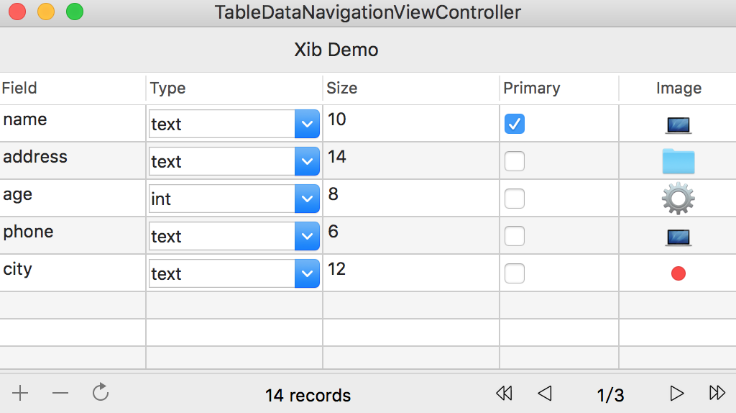 TableDataNavigationViewController
Xib Demo
Field Type Size Primary Image
name text 10
address text 14
age int 8
phone text 6
city text 12
14 records 1/3